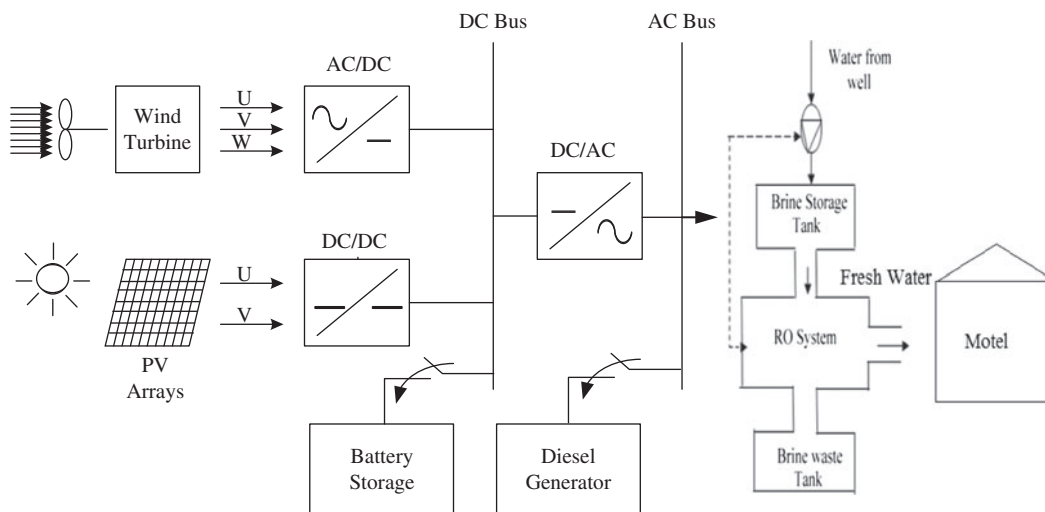 DC Bus
AC Bus
AC/DC
Wind
Turbine
U
V
W
DC/AC
DC/DC
U
V
PV
Arrays
Battery
Storage
Diesel
Generator
Water from
well
Brine Storage
Tank
Fresh Water
RO System
Motel
Brine waste
Tank